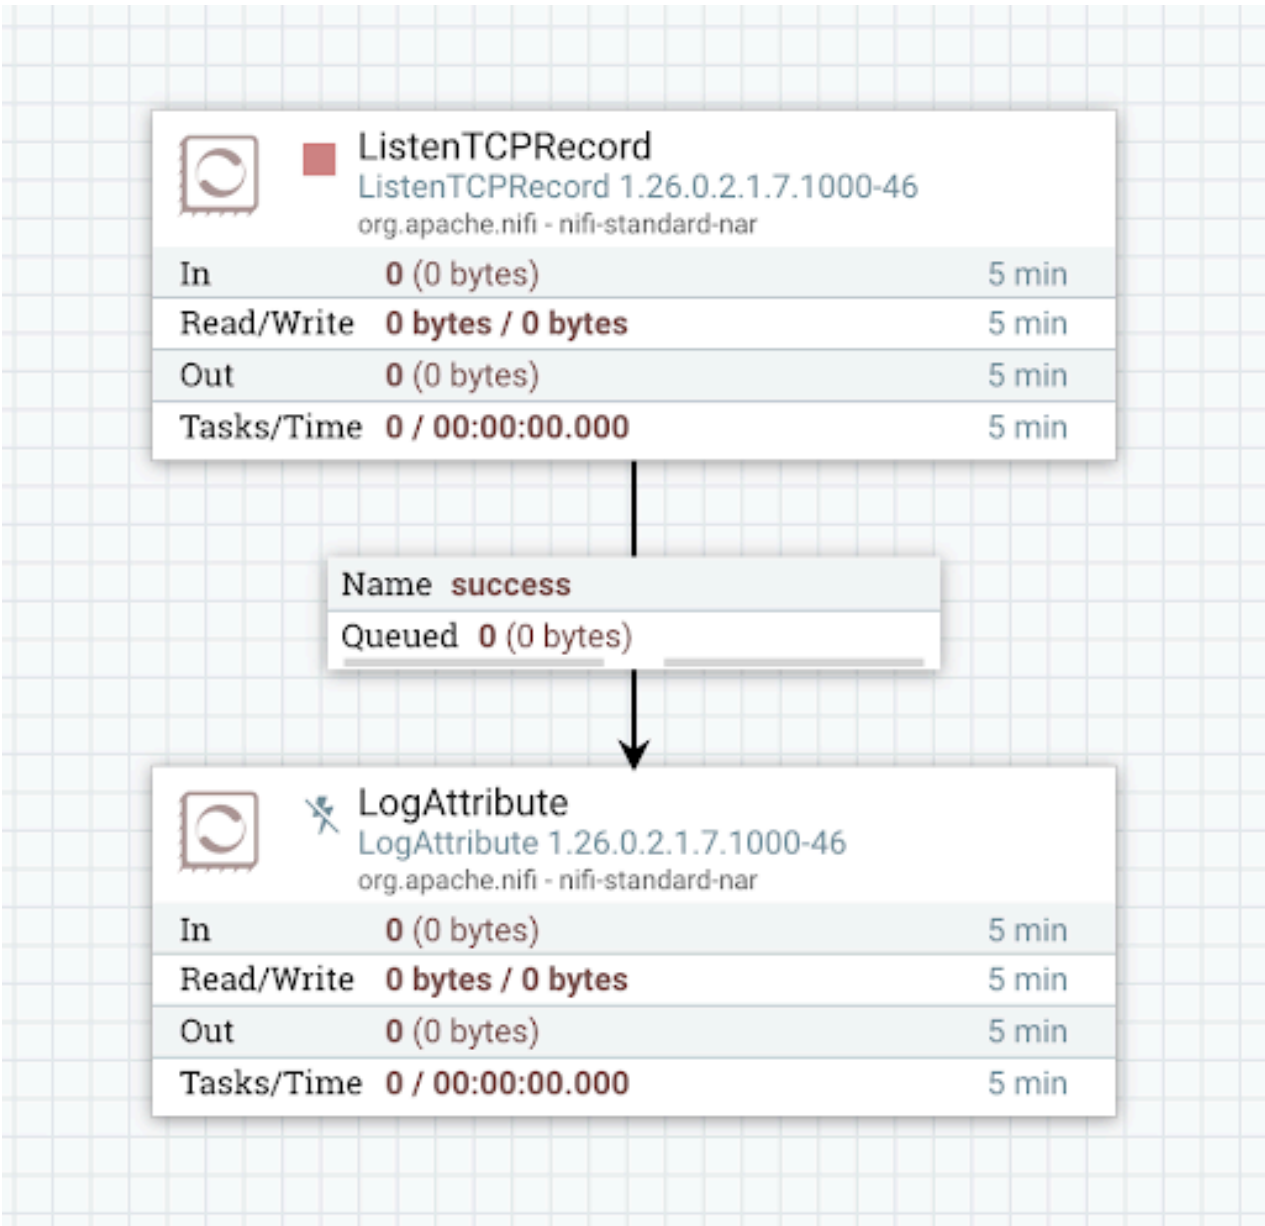 ListenTCPRecord
ListenTCPRecord 1.26.0.2.1.7.1000-46
org.apache.nifi - nifi-standard-nar
In 0 (0 bytes) 5 min
Read/Write 0 bytes / 0 bytes 5 min
Out 0 (0 bytes) 5 min
Tasks/Time 0 / 00:00:00.000 5 min
Name success
Queued 0 (0 bytes)
LogAttribute
LogAttribute 1.26.0.2.1.7.1000-46
org.apache.nifi - nifi-standard-nar
In 0 (0 bytes) 5 min
Read/Write 0 bytes / 0 bytes 5 min
Out 0 (0 bytes) 5 min
Tasks/Time 0 / 00:00:00.000 5 min